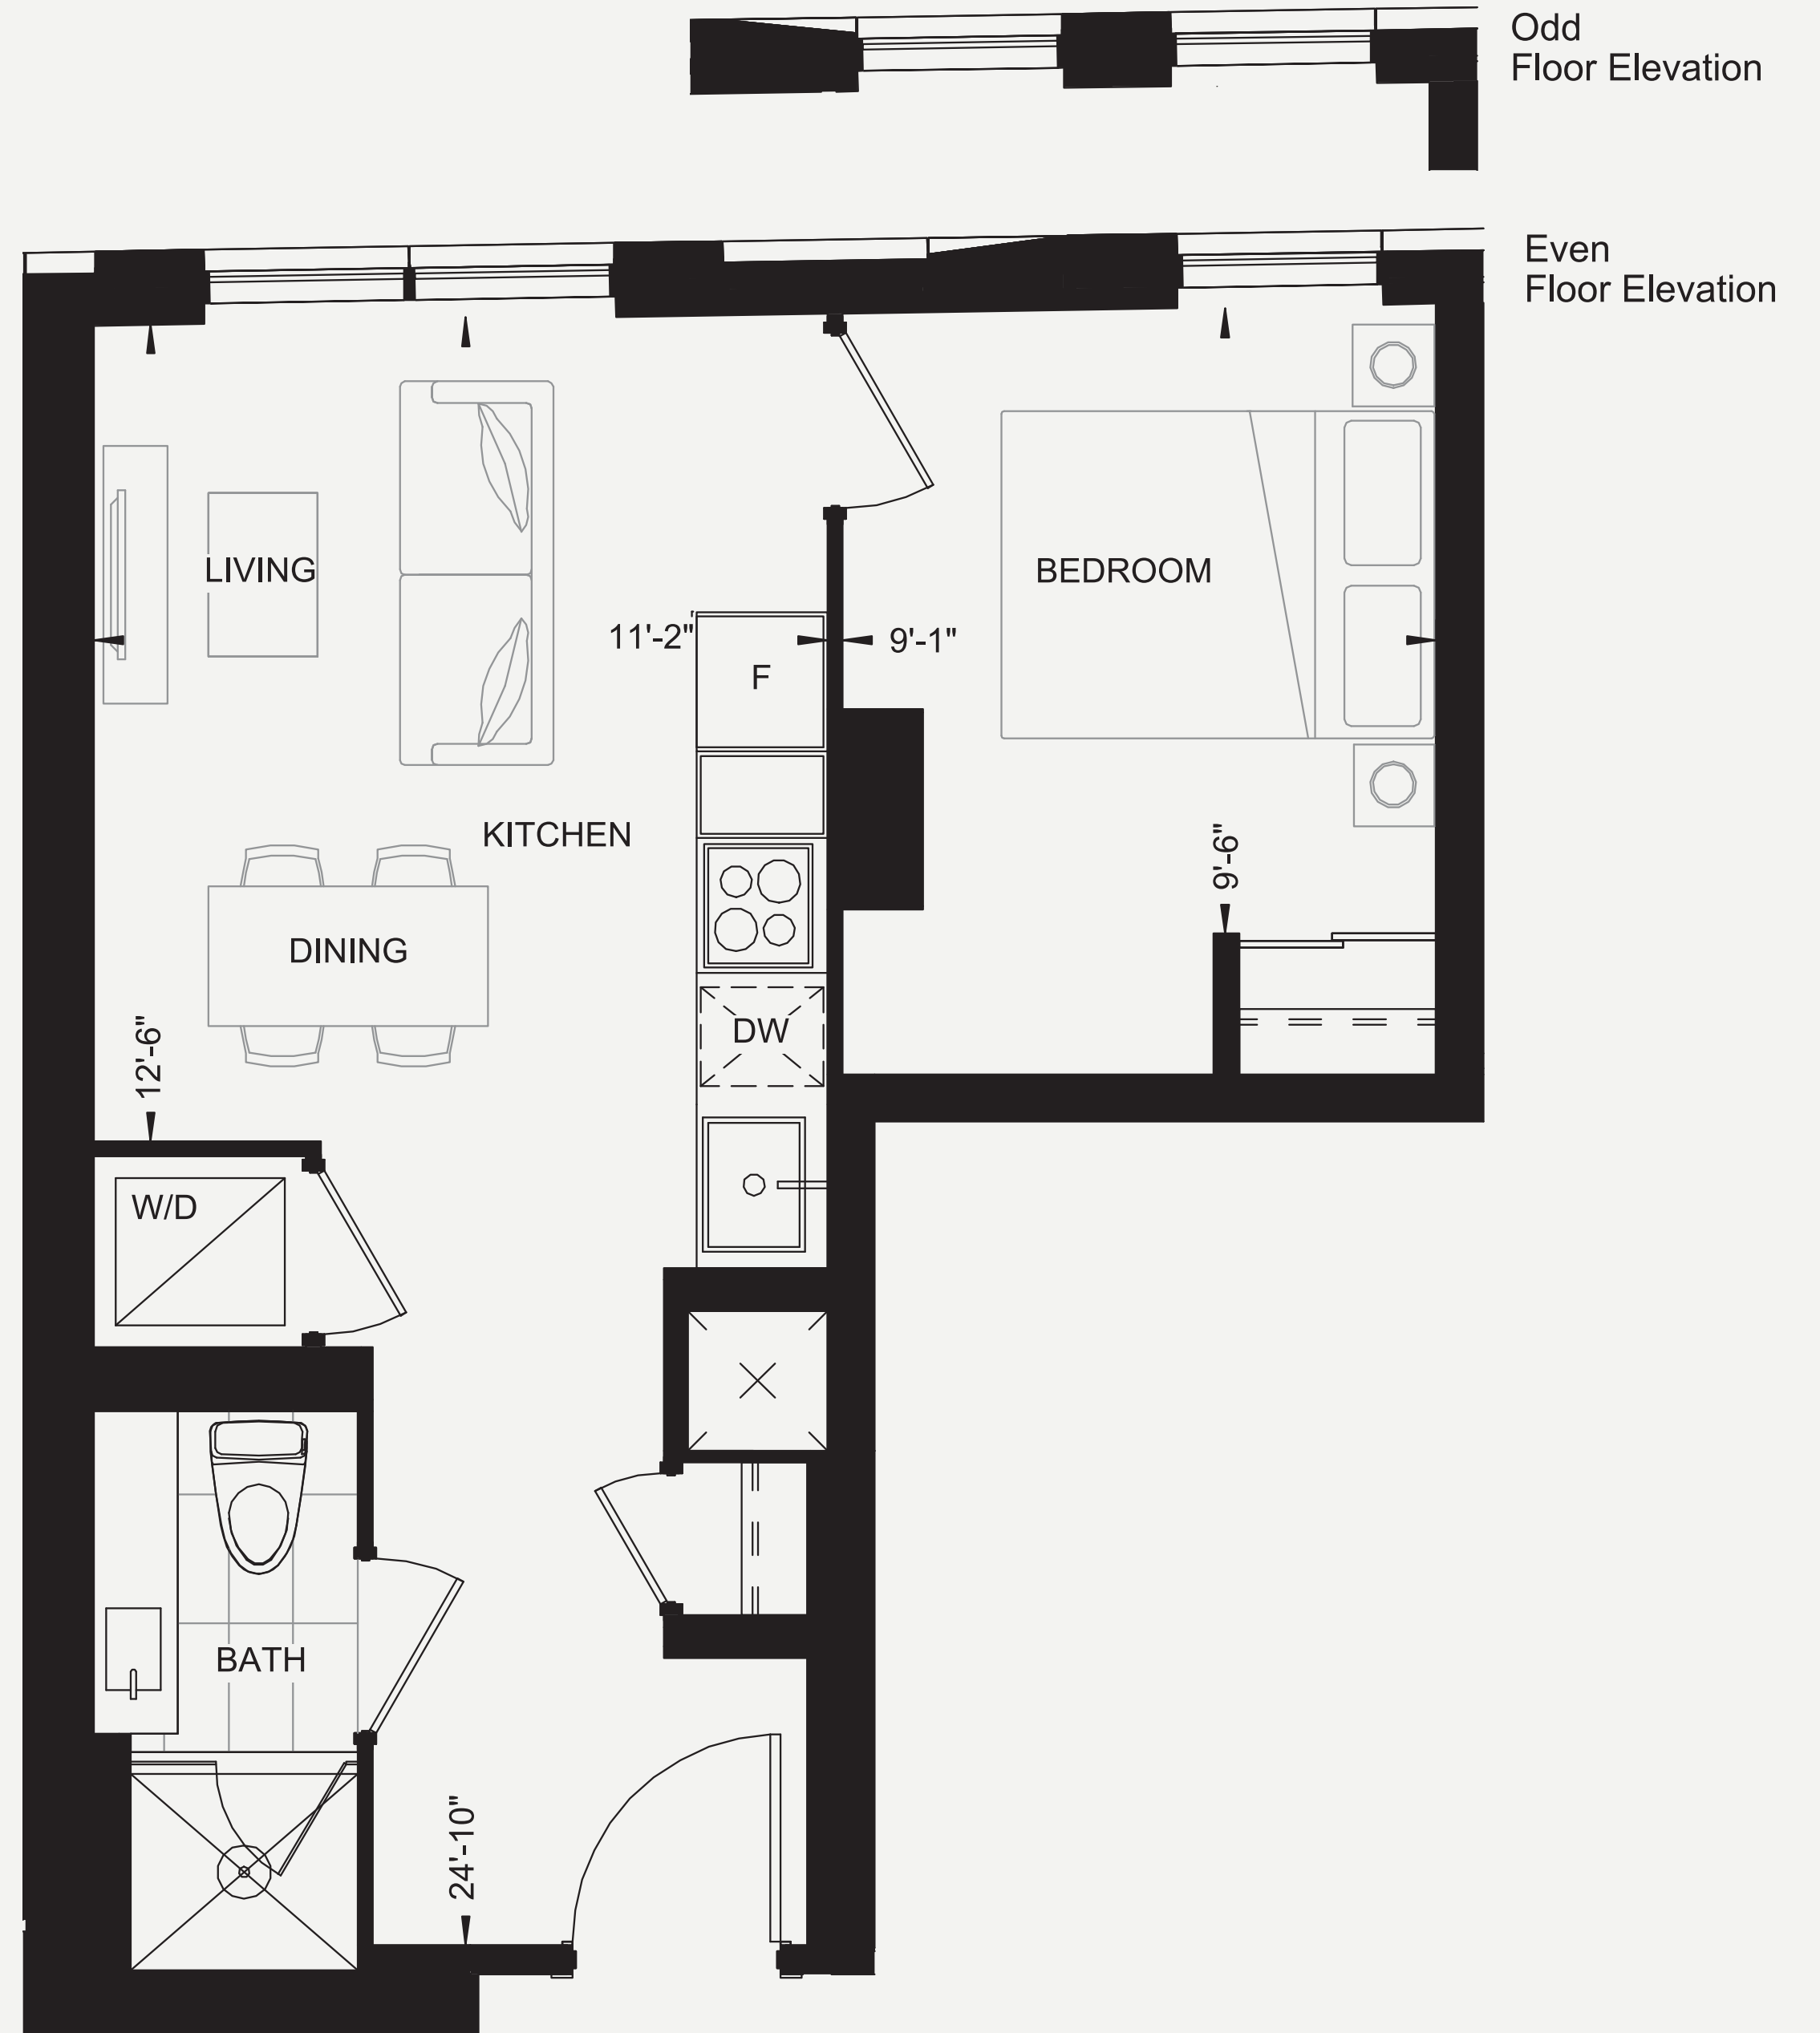 Odd
Floor Elevation
Even
Floor Elevation
LIVING
BEDROOM
11'-2"
9'-1"
F
KITCHEN
9'-6"
DINING
DW
12'-6"
W/D
BATH
24'-10"